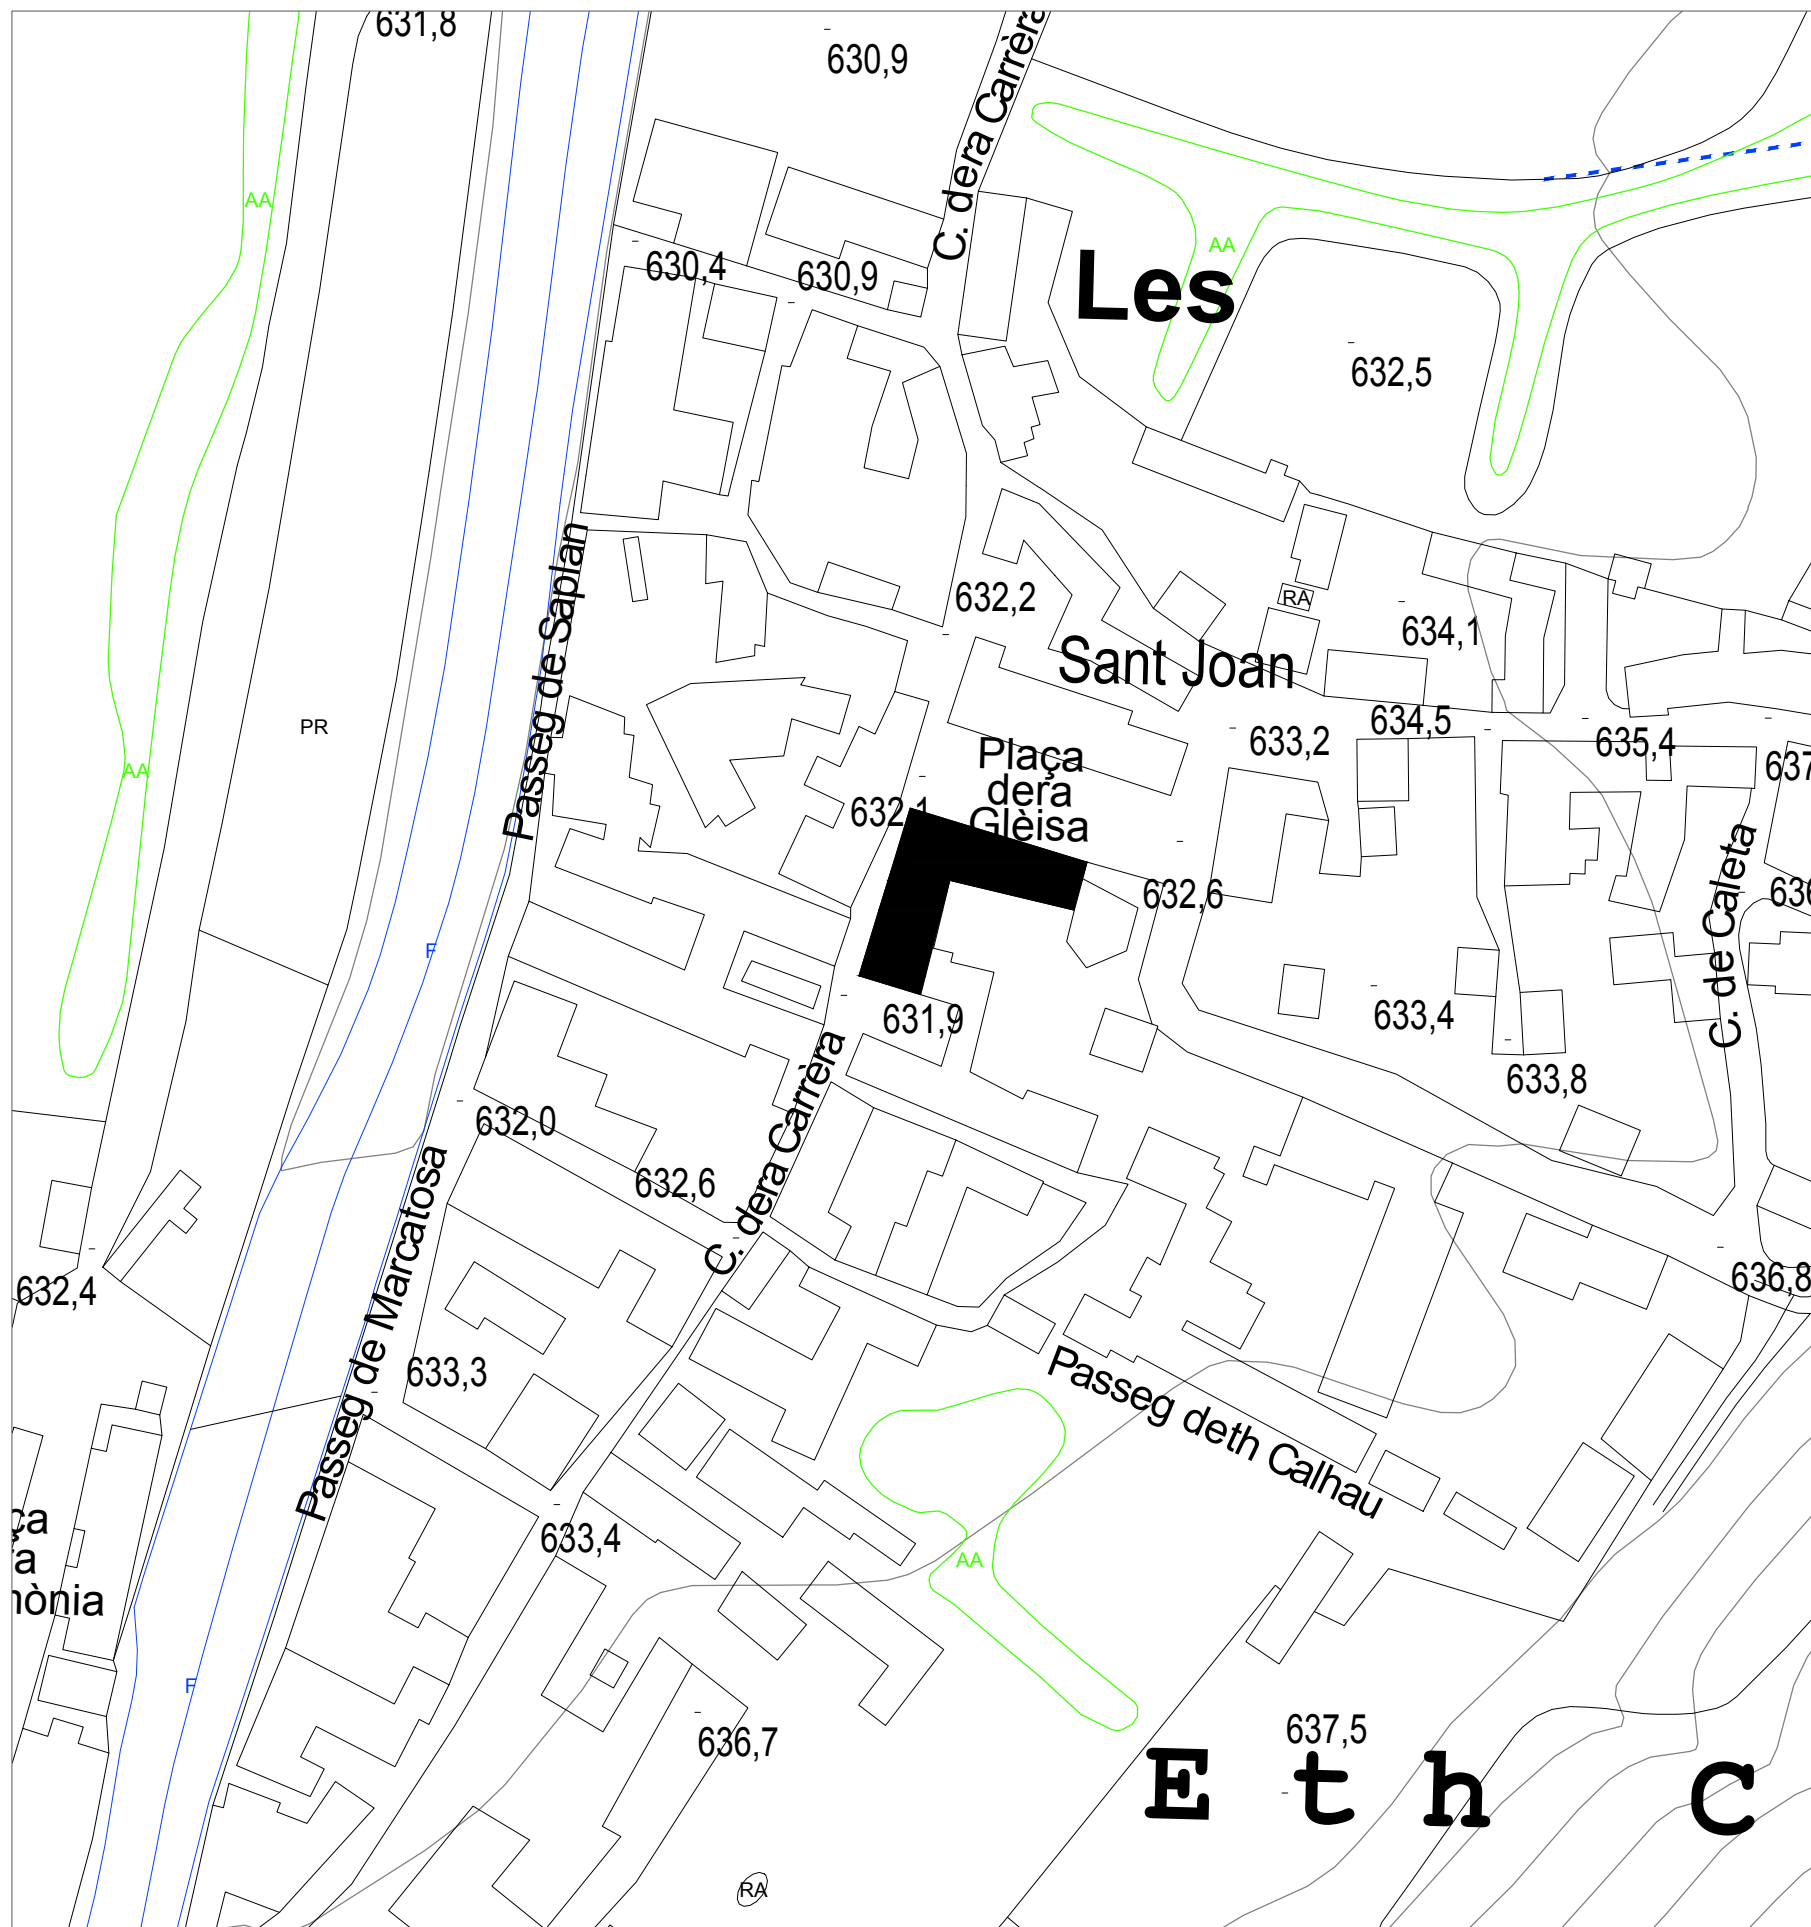 631,8
630,9
C. dera Carrèra
AA
AA
630,4
630,9
Les
632,5
Passeg de Saplan
632,2
RA
634,1
Sant Joan
PR
634,5
633,2
635,4
Plaça
dera
Glèisa
637
AA
632,1
632,6
636
C. de Caleta
F
631,9
633,4
633,8
632,0
C. dera Carrèra
632,6
Passeg de Marcatosa
632,4
636,8
633,3
Passeg deth Calhau
633,4
AA
F
636,7
637,5
Eth C
RA